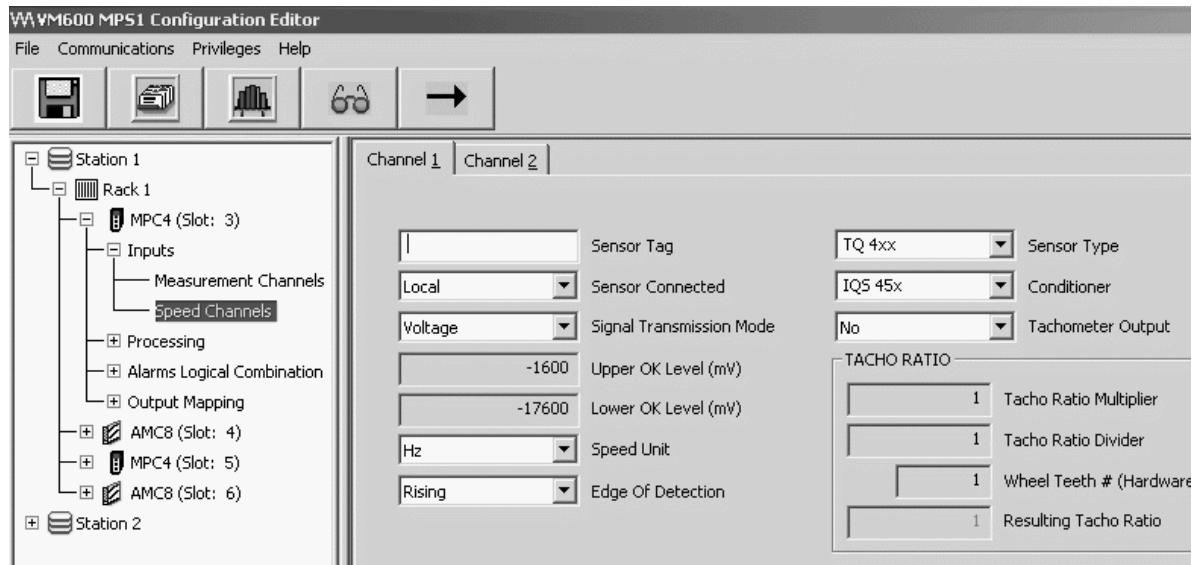 VM600 MPS1 Configuration Editor
File Communications Privileges Help
Station 1
Rack 1
MPC4 (Slot: 3)
Inputs
Measurement Channels
Speed Channels
Processing
Alarms Logical Combination
Output Mapping
AMC8 (Slot: 4)
MPC4 (Slot: 5)
AMC8 (Slot: 6)
Station 2
Channel 1 Channel 2
Sensor Tag
Local Sensor Connected
Voltage Signal Transmission Mode
-1600 Upper OK Level (mV)
-17600 Lower OK Level (mV)
Hz Speed Unit
Rising Edge Of Detection
TQ 4xx Sensor Type
IQS 45x Conditioner
No Tachometer Output
TACHO RATIO
1 Tacho Ratio Multiplier
1 Tacho Ratio Divider
1 Wheel Teeth # (Hardware
1 Resulting Tacho Ratio